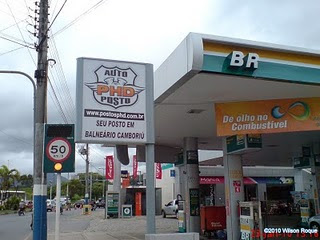 AUTO
PHD
POSTO
www.postosphd.com.br
SEU POSTO EM
BALNEÁRIO CAMBORIÚ
BR
De olho no
Combustível
50
©2010 Wilson Roque